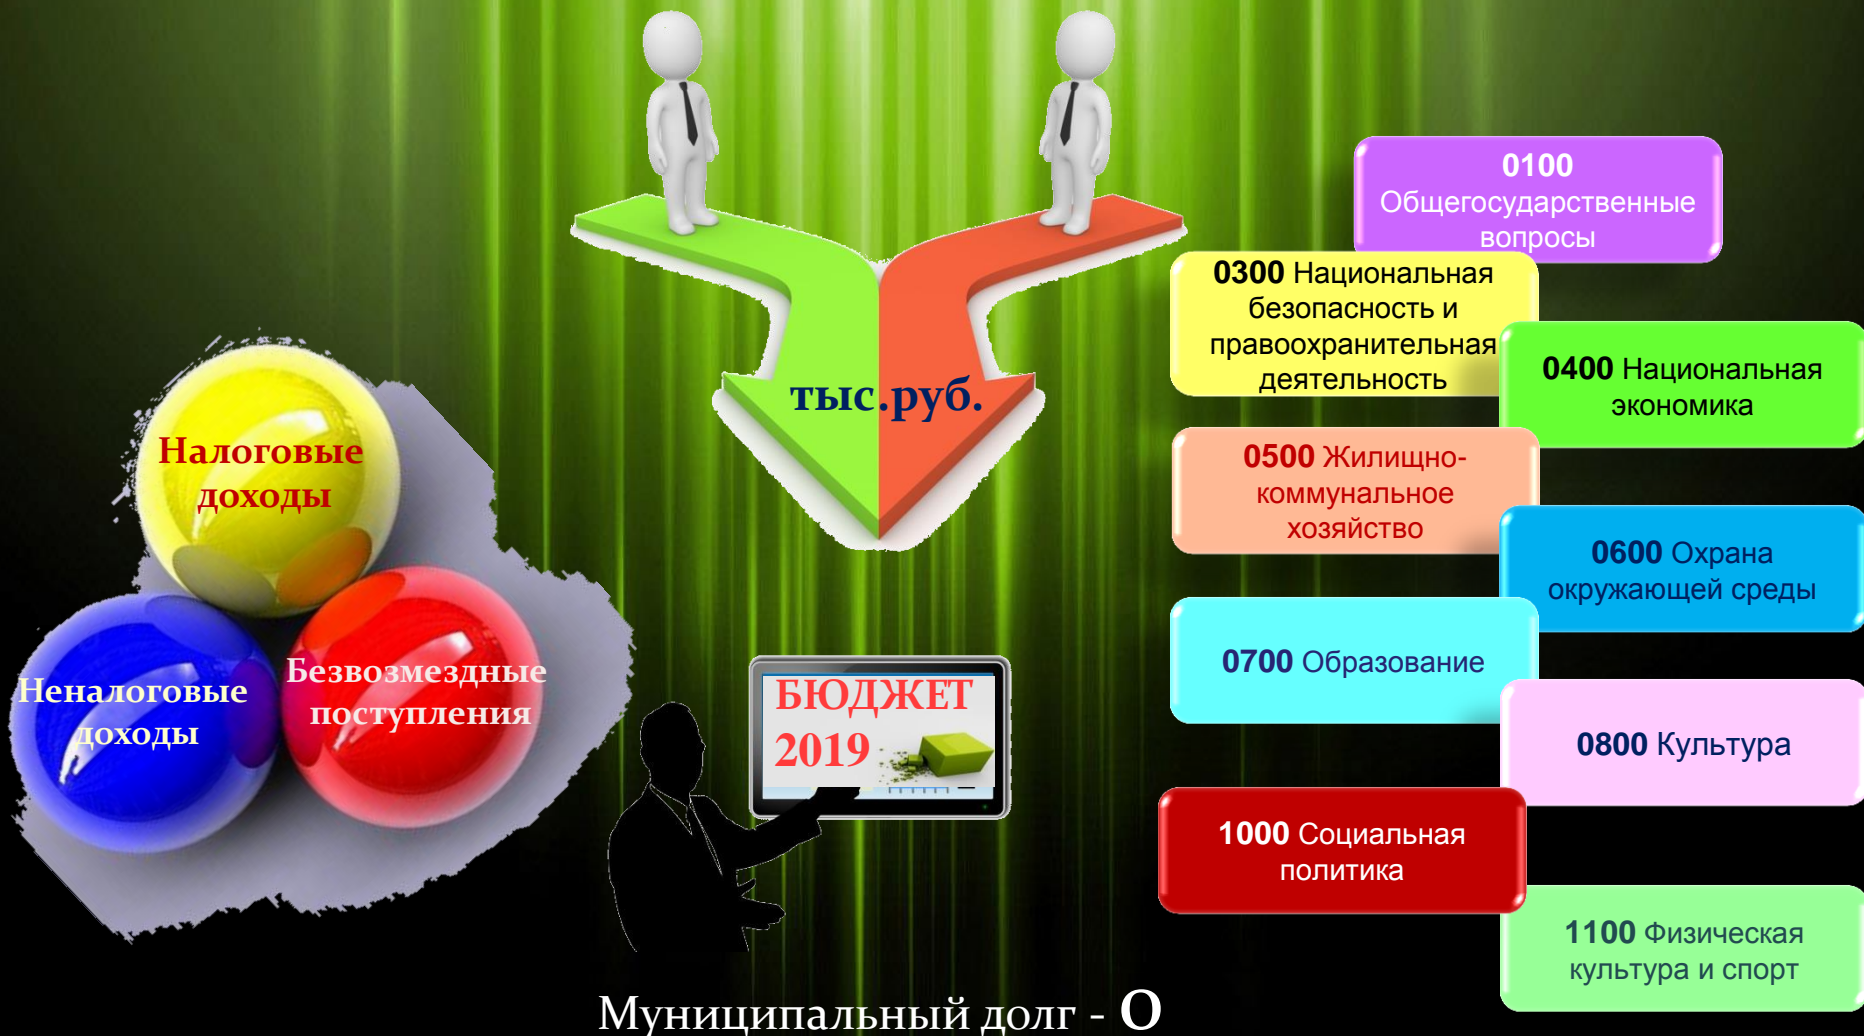 тыс.руб.
Налоговые
доходы
Неналоговые
доходы
Безвозмездные
поступления
БЮДЖЕТ
2019
0100
Общегосударственные
вопросы
0300 Национальная
безопасность и
правоохранительная
деятельность
0400 Национальная
экономика
0500 Жилищно-
коммунальное
хозяйство
0600 Охрана
окружающей среды
0700 Образование
0800 Культура
1000 Социальная
политика
1100 Физическая
культура и спорт
Муниципальный долг - 0